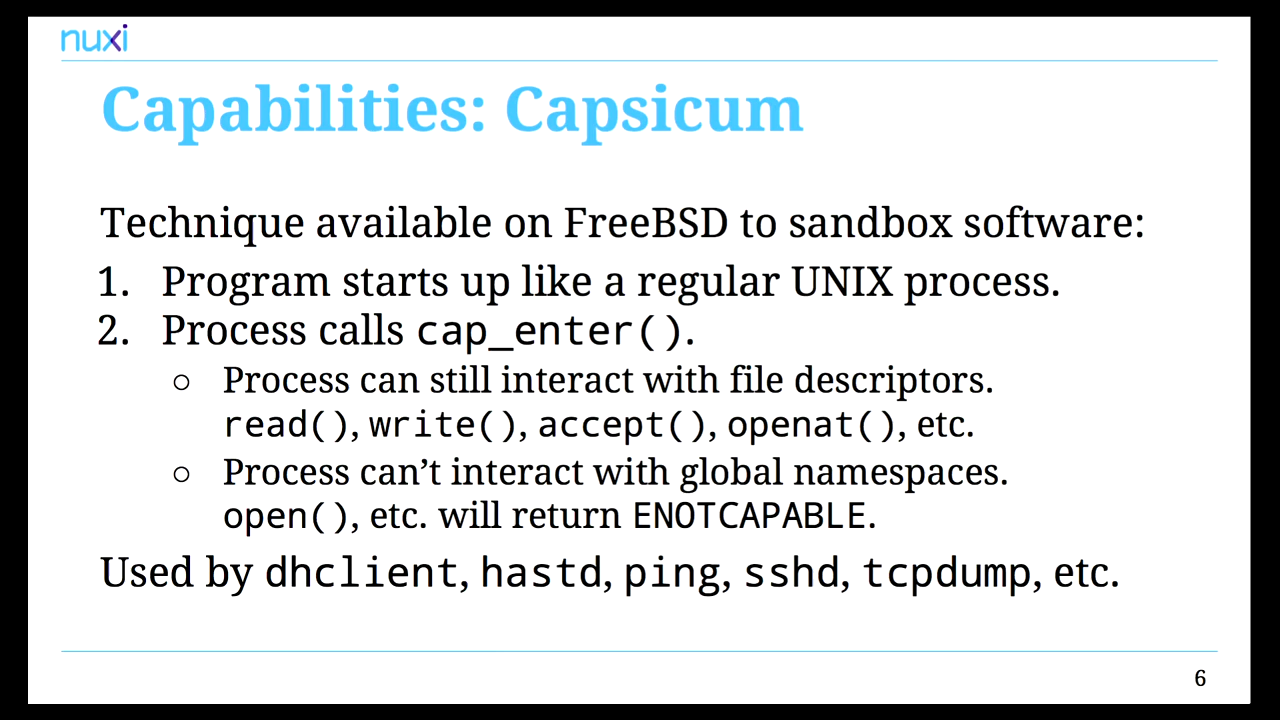 nuxi
Capabilities: Capsicum
Technique available on FreeBSD to sandbox software:
1. Program starts up like a regular UNIX process.
2. Process calls cap_enter().
○ Process can still interact with file descriptors.
read(), write(), accept(), openat(), etc.
○ Process can’t interact with global namespaces.
open(), etc. will return ENOTCAPABLE.
Used by dhclient, hastd, ping, sshd, tcpdump, etc.
6